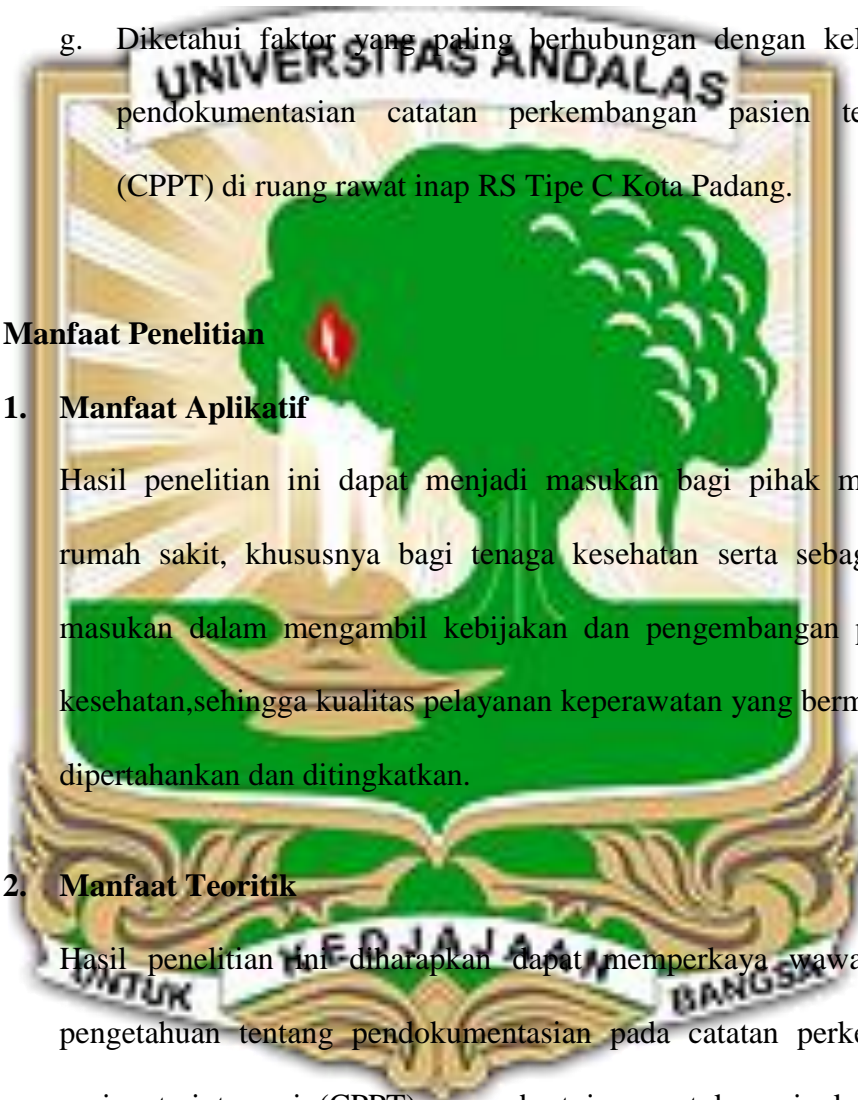 g. Diketahui faktor yang paling berhubungan dengan kel
UNIVERSITAS ANDALAS
pendokumentasian catatan perkembangan pasien te
(CPPT) di ruang rawat inap RS Tipe C Kota Padang.
Manfaat Penelitian
1. Manfaat Aplikatif
Hasil penelitian ini dapat menjadi masukan bagi pihak m
rumah sakit, khususnya bagi tenaga kesehatan serta sebag
masukan dalam mengambil kebijakan dan pengembangan p
kesehatan,sehingga kualitas pelayanan keperawatan yang berm
dipertahankan dan ditingkatkan.
2. Manfaat Teoritik
Hasil penelitian ini diharapkan dapat memperkaya wawa
UNTUK KEDJAJAAN BANGSA
pengetahuan tentang pendokumentasian pada catatan perke
(CPPT)